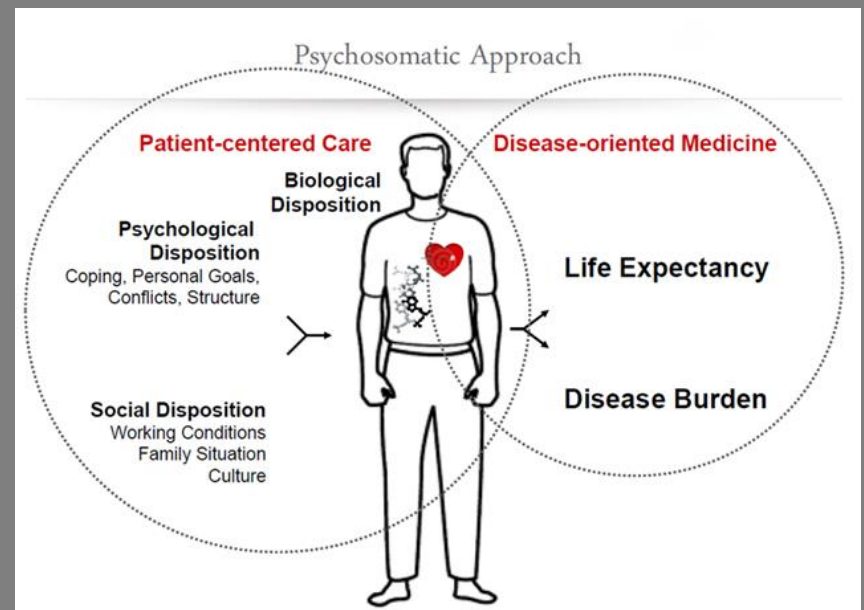 Psychosomatic Approach
Patient-centered Care
Disease-oriented Medicine
Biological
Disposition
Psychological
Disposition
Coping, Personal Goals,
Conflicts, Structure
Life Expectancy
Social Disposition
Working Conditions
Family Situation
Culture
Disease Burden